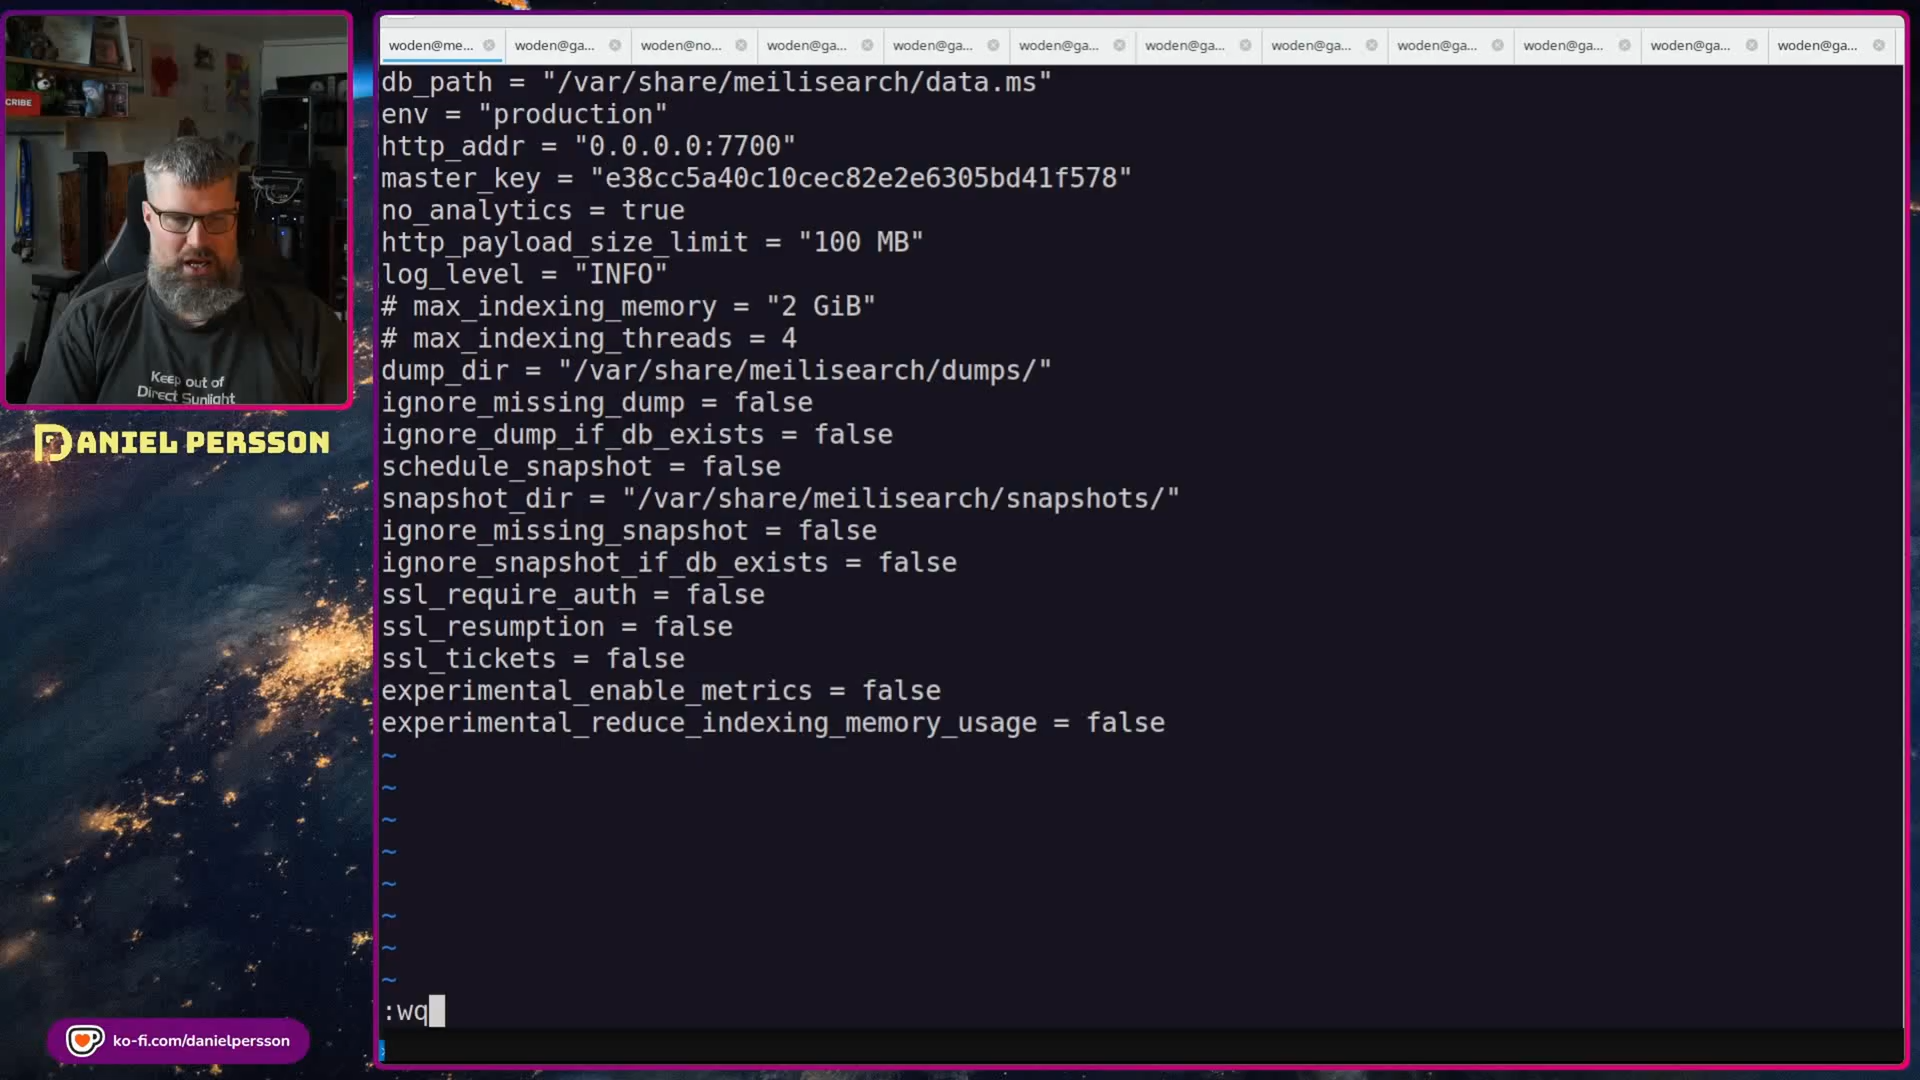 CRIBE
Keep out of
Direct Sunlight
DANIEL PERSSON
ko-fi.com/danielpersson
woden@me... woden@ga... woden@no... woden@ga... woden@ga... woden@ga... woden@ga... woden@ga... woden@ga... woden@ga... woden@ga... woden@ga...
db_path = "/var/share/meilisearch/data.ms"
env = "production"
http_addr = "0.0.0.0:7700"
master_key = "e38cc5a40c10cec82e2e6305bd41f578"
no_analytics = true
http_payload_size_limit = "100 MB"
log_level = "INFO"
# max_indexing_memory = "2 GiB"
# max_indexing_threads = 4
dump_dir = "/var/share/meilisearch/dumps/"
ignore_missing_dump = false
ignore_dump_if_db_exists = false
schedule_snapshot = false
snapshot_dir = "/var/share/meilisearch/snapshots/"
ignore_missing_snapshot = false
ignore_snapshot_if_db_exists = false
ssl_require_auth = false
ssl_resumption = false
ssl_tickets = false
experimental_enable_metrics = false
experimental_reduce_indexing_memory_usage = false
~
~
~
~
~
~
~
~
:wq